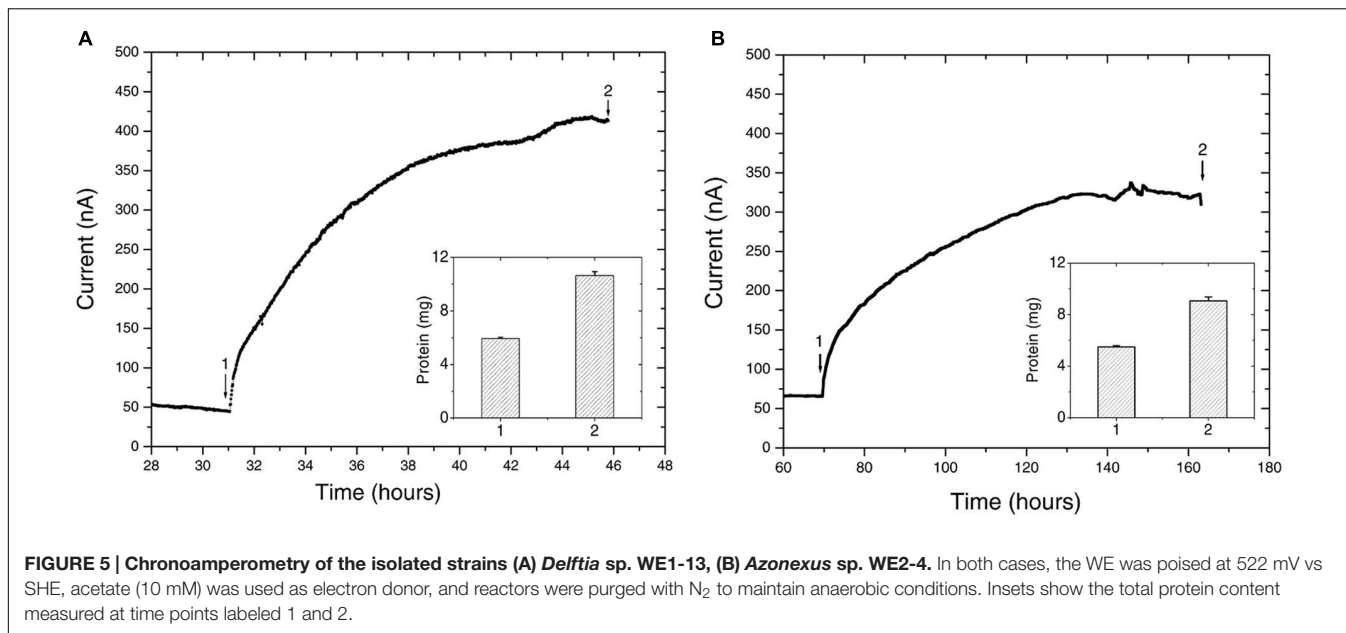 A
500
450
400
350
300
250
200
150
100
50
0
Current (nA)
28 30 32 34 36 38 40 42 44 46 48
Time (hours)
1
2
12
8
4
0
Protein (mg)
1 2
B
500
450
400
350
300
250
200
150
100
50
0
Current (nA)
60 80 100 120 140 160 180
Time (hours)
1
2
12
8
4
0
Protein (mg)
1 2
FIGURE 5 | Chronoamperometry of the isolated strains (A) Delftia sp. WE1-13, (B) Azonexus sp. WE2-4. In both cases, the WE was poised at 522 mV vs
SHE, acetate (10 mM) was used as electron donor, and reactors were purged with N₂ to maintain anaerobic conditions. Insets show the total protein content
measured at time points labeled 1 and 2.